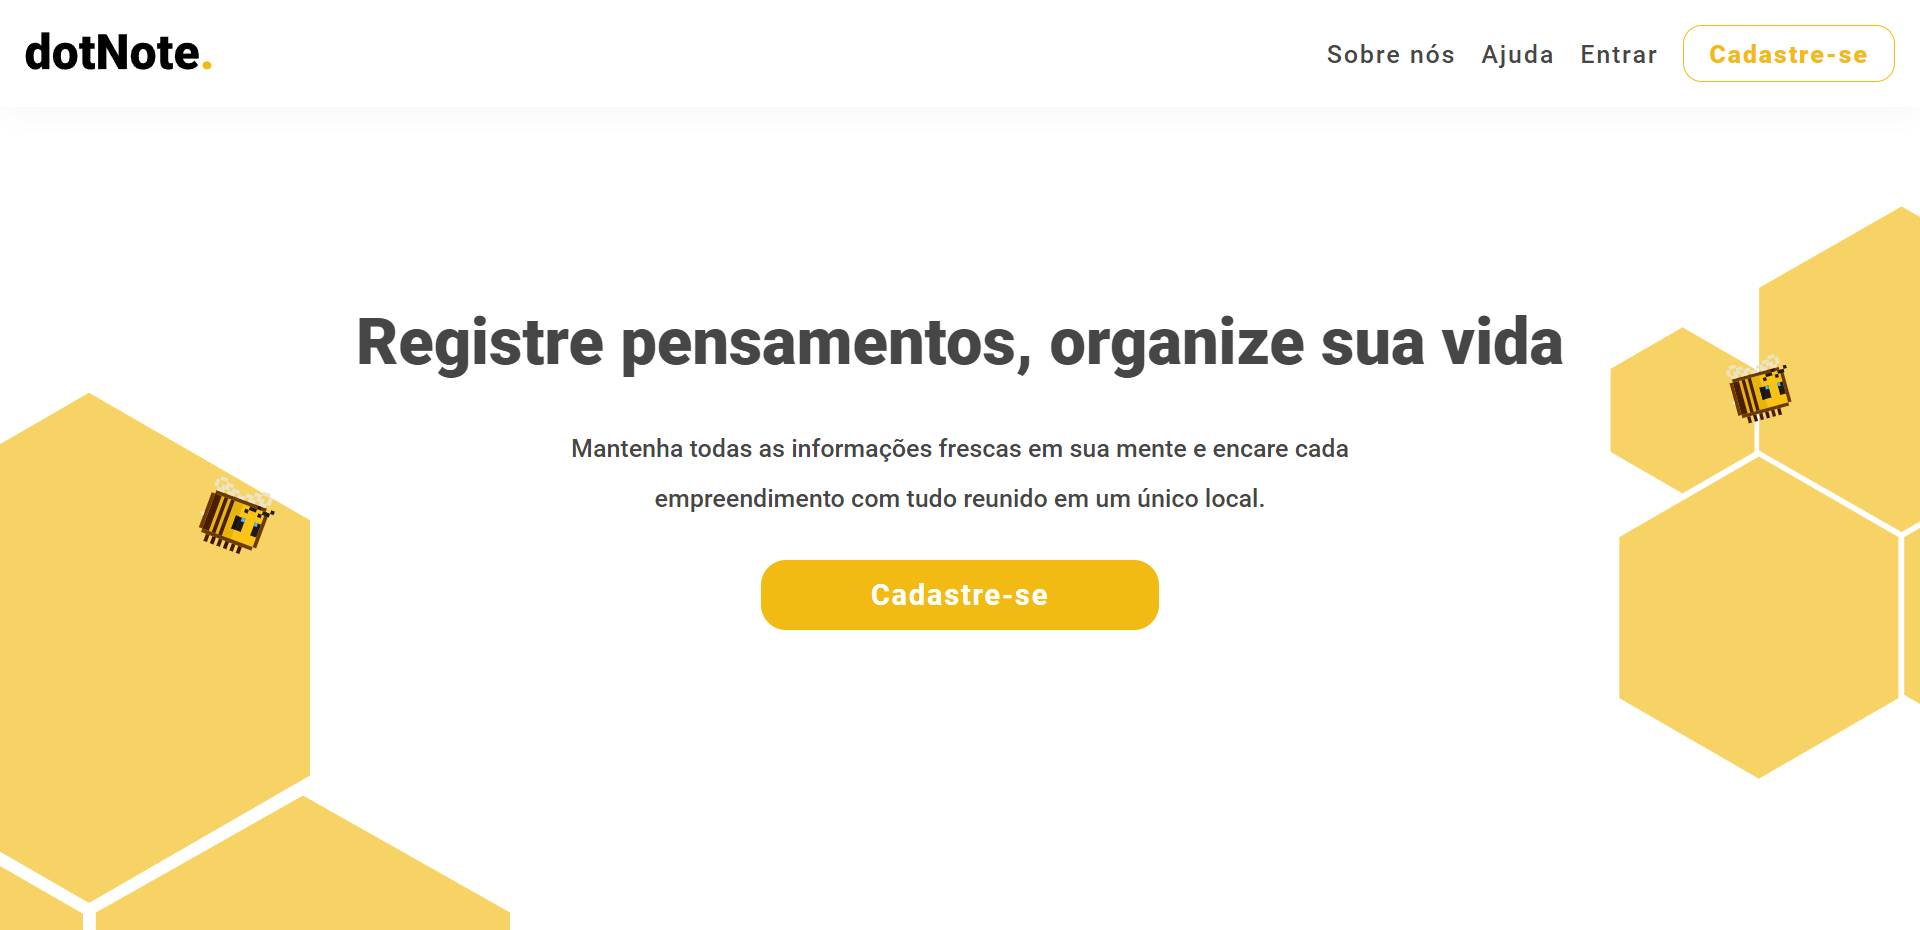 dotNote.
Sobre nós
Ajuda
Entrar
Cadastre-se
Registre pensamentos, organize sua vida
Mantenha todas as informações frescas em sua mente e encare cada
empreendimento com tudo reunido em um único local.
Cadastre-se